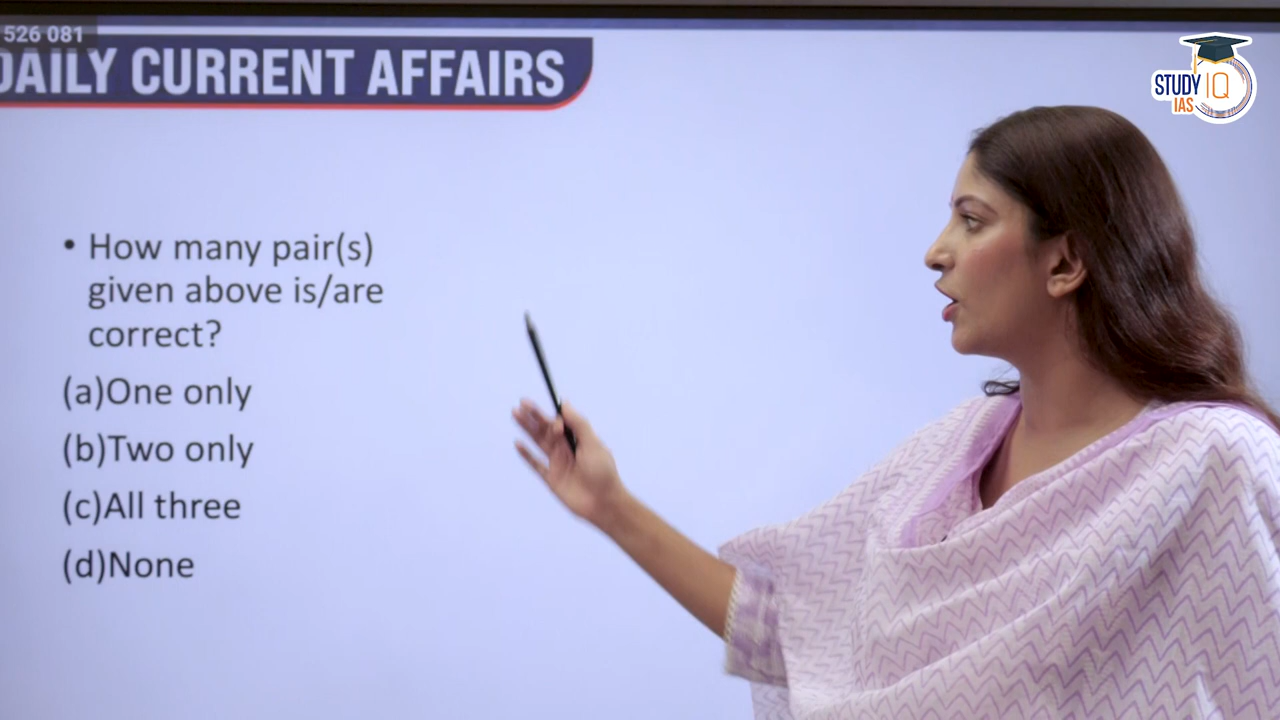 526 081
DAILY CURRENT AFFAIRS
STUDY IQ
IAS
• How many pair(s)
given above is/are
correct?
(a)One only
(b)Two only
(c)All three
(d)None